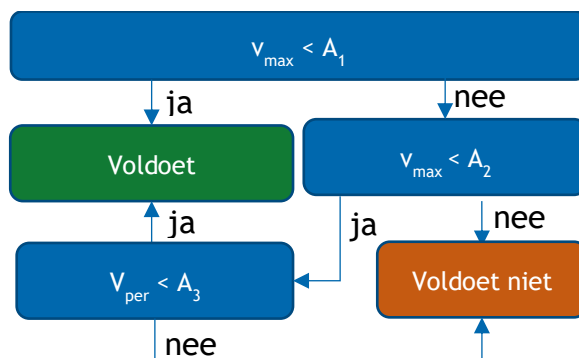 v_max < A_1
ja
nee
Voldoet
v_max < A_2
ja
ja
nee
V_per < A_3
Voldoet niet
nee